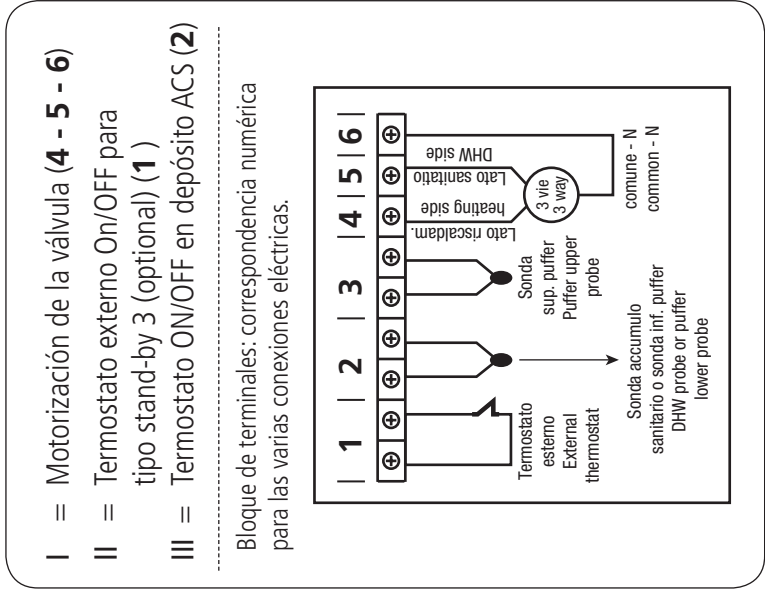 I = Motorización de la válvula (4 - 5 - 6)
II = Termostato externo On/OFF para
tipo stand-by 3 (optional) (1 )
III = Termostato ON/OFF en depósito ACS (2)
Bloque de terminales: correspondencia numérica
para las varias conexiones eléctricas.
1 2 3 4 5 6
Termostato
esterno
External
thermostat
Sonda accumulo
sanitario o sonda inf. puffer
DHW probe or puffer
lower probe
Sonda
sup. puffer
Puffer upper
probe
Lato riscaldam.
heating side
Lato sanitatio
DHW side
3 vie
3 way
comune - N
common - N